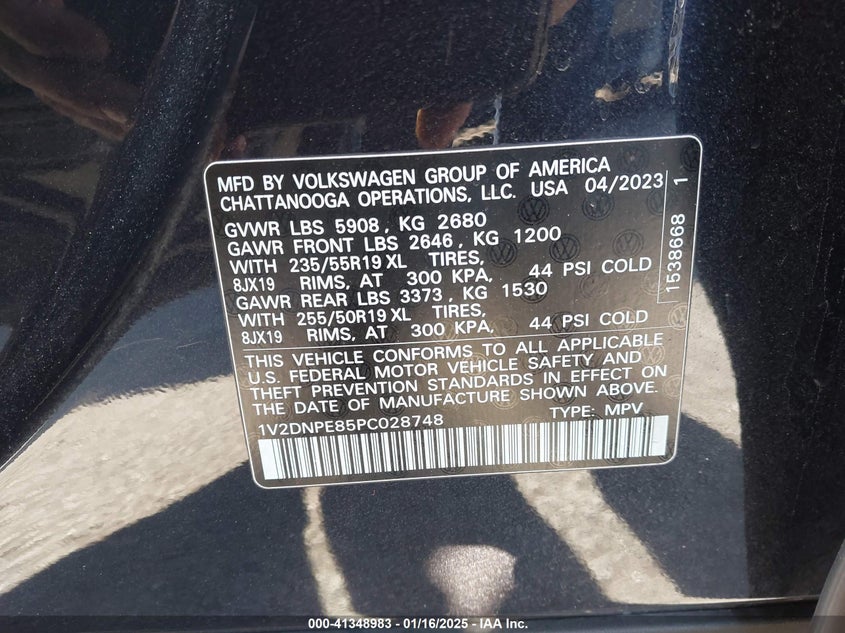 MFD BY VOLKSWAGEN GROUP OF AMERICA
CHATTANOOGA OPERATIONS, LLC. USA 04/2023
GVWR LBS 5908, KG 2680
GAWR FRONT LBS 2646, KG 1200
WITH 235/55R19 XL TIRES,
8JX19 RIMS, AT 300 KPA, 44 PSI COLD
GAWR REAR LBS 3373, KG 1530
WITH 255/50R19 XL TIRES,
8JX19 RIMS, AT 300 KPA, 44 PSI COLD
THIS VEHICLE CONFORMS TO ALL APPLICABLE
U.S. FEDERAL MOTOR VEHICLE SAFETY AND
THEFT PREVENTION STANDARDS IN EFFECT ON
THE DATE OF MANUFACTURE SHOWN ABOVE.
1V2DNPE85PC028748 TYPE: MPV
1538668 1
000-41348983 - 01/16/2025 - IAA Inc.